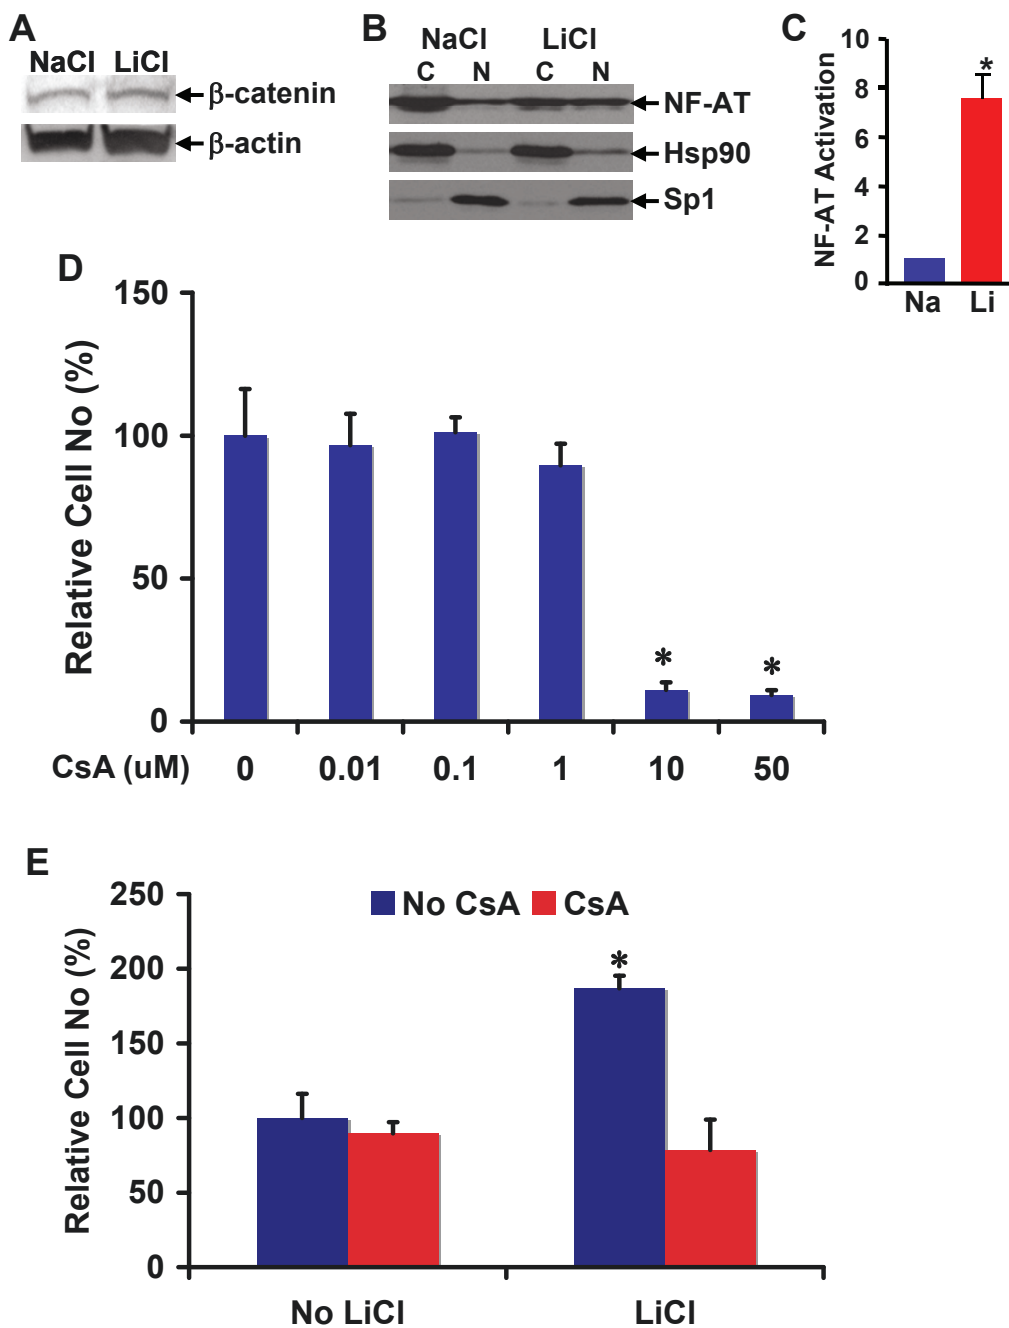 A
NaCl LiCl
β-catenin
β-actin
B
NaCl LiCl
C N C N
NF-AT
Hsp90
Sp1
C
NF-AT Activation
10
8
6
4
2
0
Na Li
*
D
Relative Cell No (%)
150
100
50
0
* *
CsA (uM) 0 0.01 0.1 1 10 50
E
Relative Cell No (%)
250
200
150
100
50
0
No CsA CsA
*
No LiCl LiCl